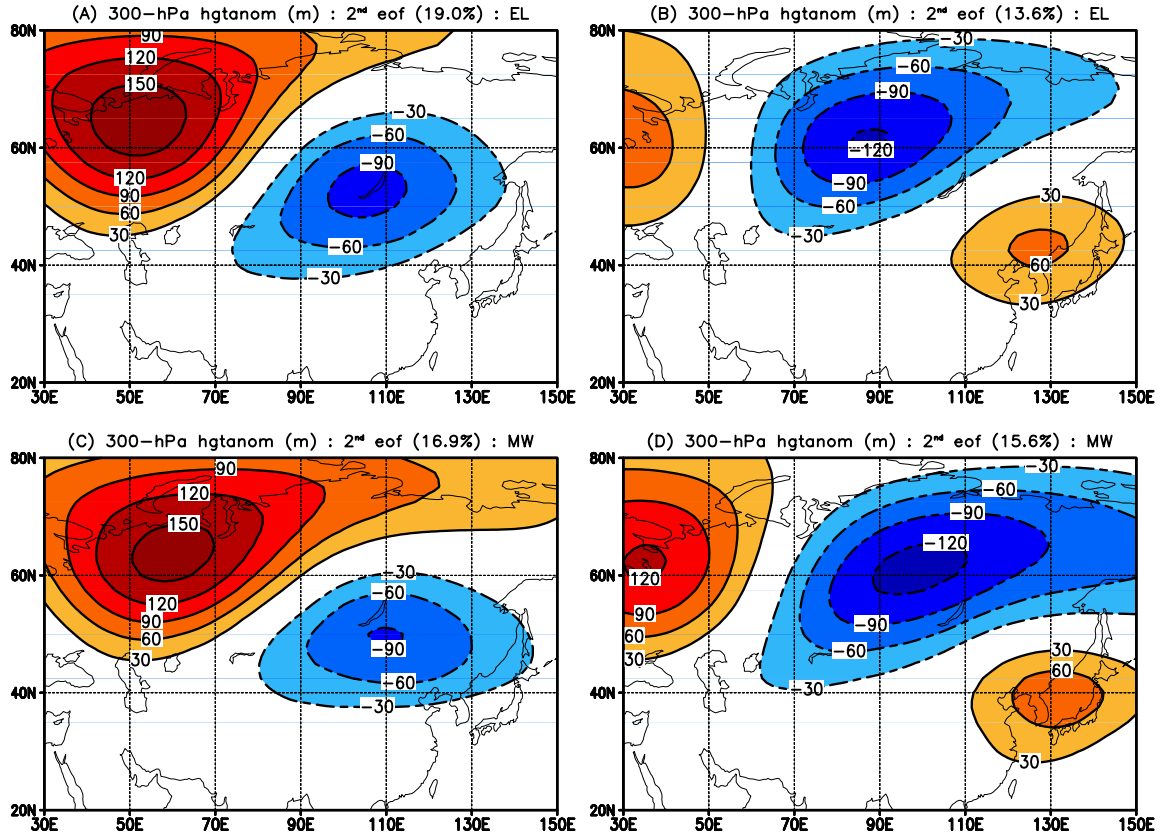 (A) 300-hPa hgtanom (m) : 2nd eof (19.0%) : EL
80N
60N
40N
20N
30E 50E 70E 90E 110E 130E 150E
90
120
150
120
90
60
30
-30
-60
-90
-60
-30
(B) 300-hPa hgtanom (m) : 2nd eof (13.6%) : EL
80N
60N
40N
20N
30E 50E 70E 90E 110E 130E 150E
-30
-60
-90
-120
-90
-60
-30
30
60
30
(C) 300-hPa hgtanom (m) : 2nd eof (16.9%) : MW
80N
60N
40N
20N
30E 50E 70E 90E 110E 130E 150E
90
120
150
120
90
60
30
-30
-60
-90
-60
-30
(D) 300-hPa hgtanom (m) : 2nd eof (15.6%) : MW
80N
60N
40N
20N
30E 50E 70E 90E 110E 130E 150E
-30
-60
-90
-120
120
90
60
30
-90
-60
-30
30
60
30